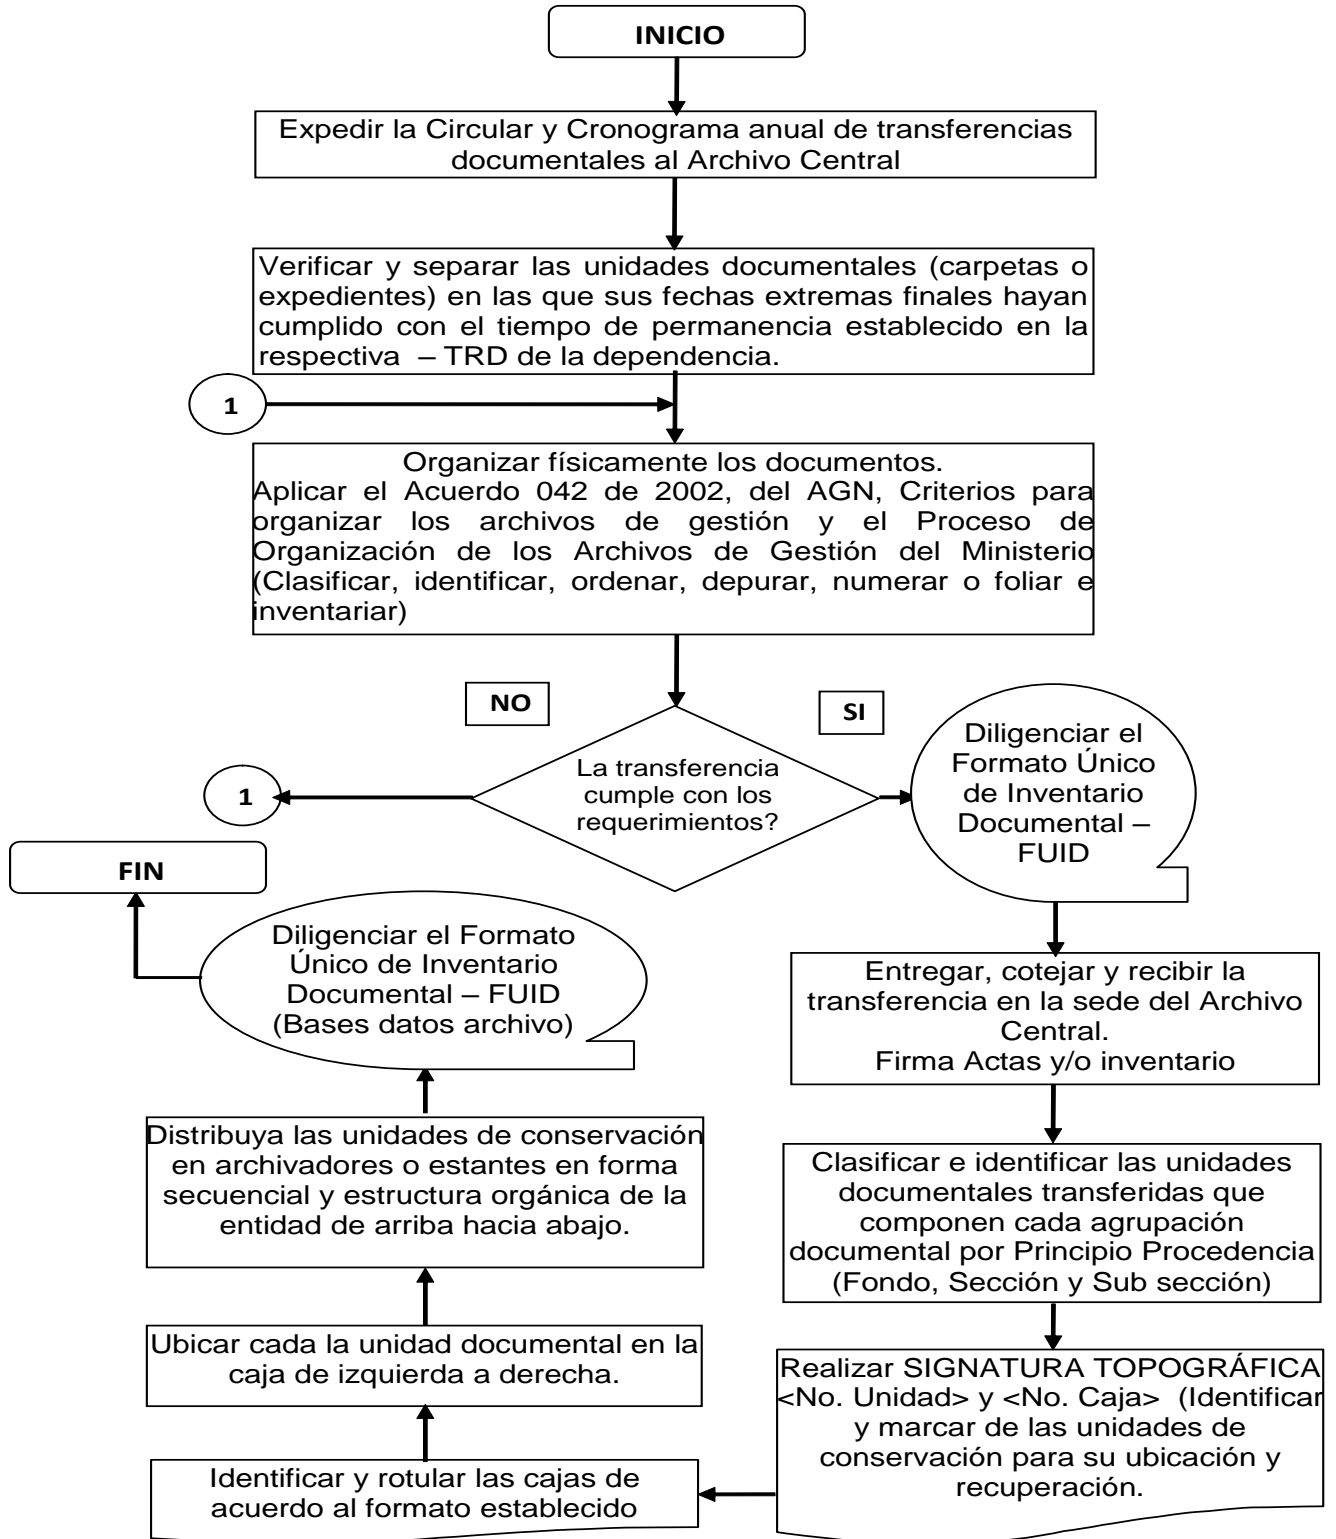 INICIO
Expedir la Circular y Cronograma anual de transferencias
documentales al Archivo Central
Verificar y separar las unidades documentales (carpetas o
expedientes) en las que sus fechas extremas finales hayan
cumplido con el tiempo de permanencia establecido en la
respectiva – TRD de la dependencia.
1
Organizar físicamente los documentos.
Aplicar el Acuerdo 042 de 2002, del AGN, Criterios para
organizar los archivos de gestión y el Proceso de
Organización de los Archivos de Gestión del Ministerio
(Clasificar, identificar, ordenar, depurar, numerar o foliar e
inventariar)
NO
SI
La transferencia
cumple con los
requerimientos?
1
Diligenciar el
Formato Único
de Inventario
Documental –
FUID
Entregar, cotejar y recibir la
transferencia en la sede del Archivo
Central.
Firma Actas y/o inventario
Clasificar e identificar las unidades
documentales transferidas que
componen cada agrupación
documental por Principio Procedencia
(Fondo, Sección y Sub sección)
Realizar SIGNATURA TOPOGRÁFICA
<No. Unidad> y <No. Caja> (Identificar
y marcar de las unidades de
conservación para su ubicación y
recuperación.
Identificar y rotular las cajas de
acuerdo al formato establecido
Ubicar cada la unidad documental en la
caja de izquierda a derecha.
Distribuya las unidades de conservación
en archivadores o estantes en forma
secuencial y estructura orgánica de la
entidad de arriba hacia abajo.
Diligenciar el Formato
Único de Inventario
Documental – FUID
(Bases datos archivo)
FIN